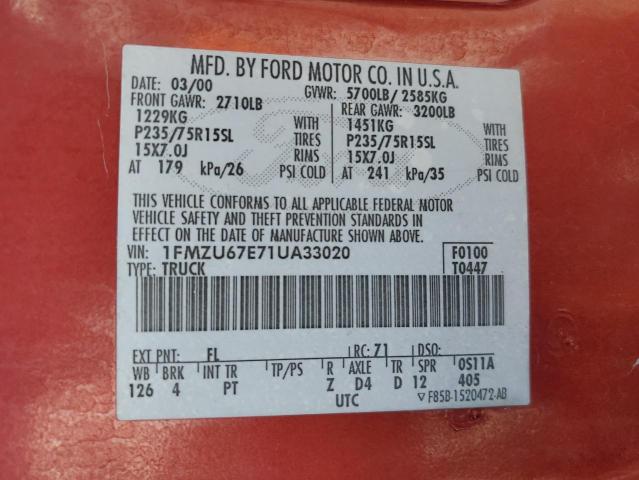 MFD. BY FORD MOTOR CO. IN U.S.A.
DATE: 03/00 GVWR: 5700LB/ 2585KG
FRONT GAWR: 2710LB REAR GAWR: 3200LB
1229KG WITH 1451KG WITH
P235/75R15SL TIRES P235/75R15SL TIRES
15X7.0J RIMS 15X7.0J RIMS
AT 179 kPa/26 PSI COLD AT 241 kPa/35 PSI COLD
THIS VEHICLE CONFORMS TO ALL APPLICABLE FEDERAL MOTOR
VEHICLE SAFETY AND THEFT PREVENTION STANDARDS IN
EFFECT ON THE DATE OF MANUFACTURE SHOWN ABOVE.
VIN: 1FMZU67E71UA33020 F0100
TYPE: TRUCK T0447
EXT PNT: FL RC: 71 DSO:
WB BRK INT TR TP/PS R AXLE TR SPR 0S11A
126 4 PT Z D4 D 12 405
UTC ▽ F85B-1520472-AB